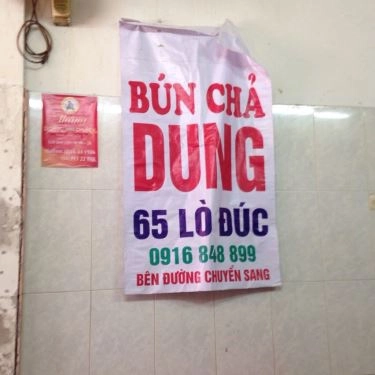 BÚN CHẢ
DUNG
65 LÒ ĐÚC
0916 848 899
BÊN ĐƯỜNG CHUYỂN SANG